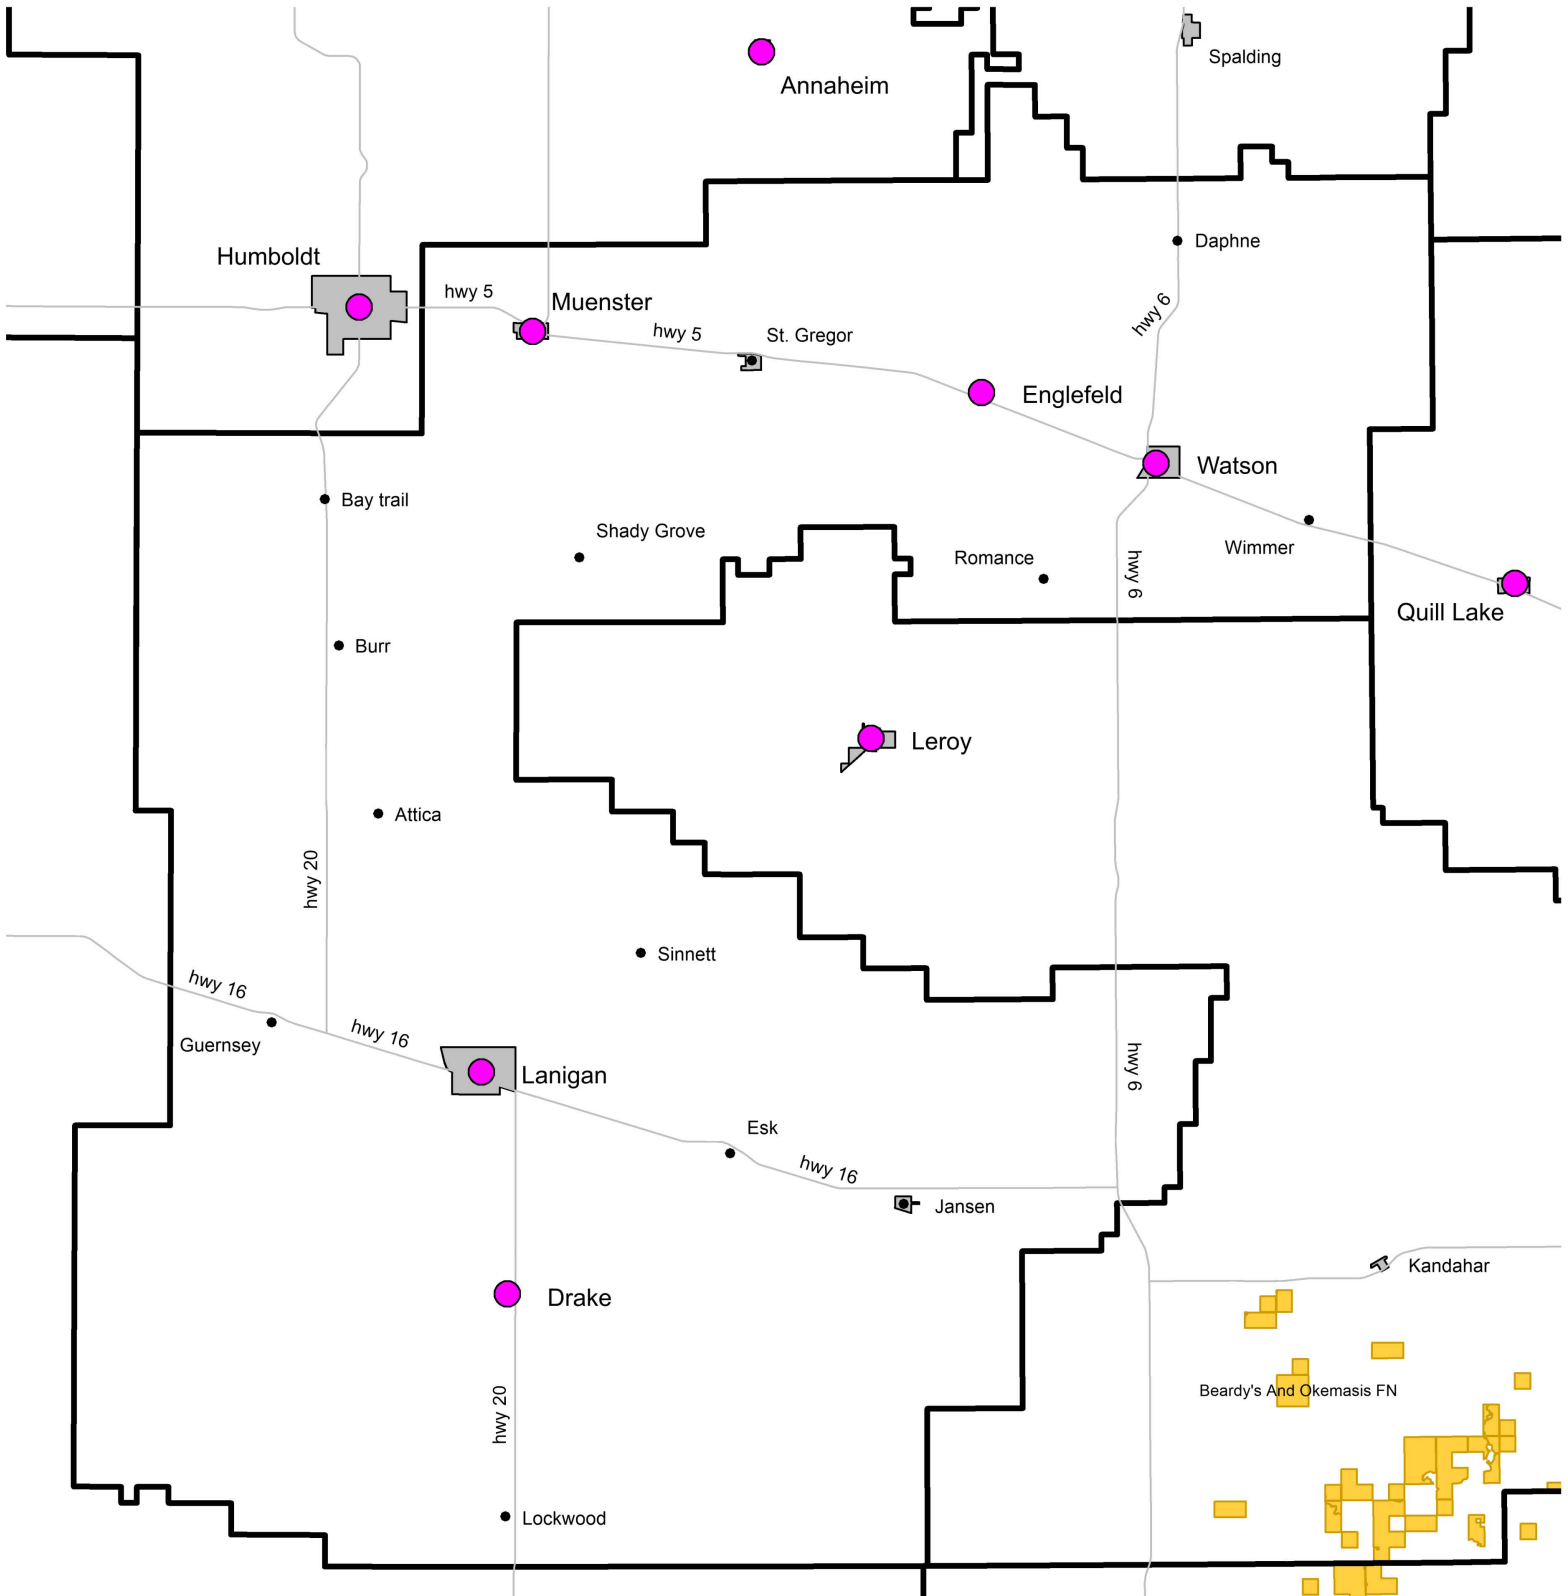 Spalding
Annaheim
Daphne
Humboldt
hwy 5
Muenster
hwy 6
hwy 5
St. Gregor
Englefeld
Watson
Bay trail
Shady Grove
Romance
Wimmer
hwy 6
Quill Lake
Burr
Leroy
Attica
hwy 20
Sinnett
hwy 16
Guernsey
hwy 16
Lanigan
hwy 6
Esk
hwy 16
Jansen
Kandahar
Drake
Beardy's And Okemasis FN
hwy 20
Lockwood